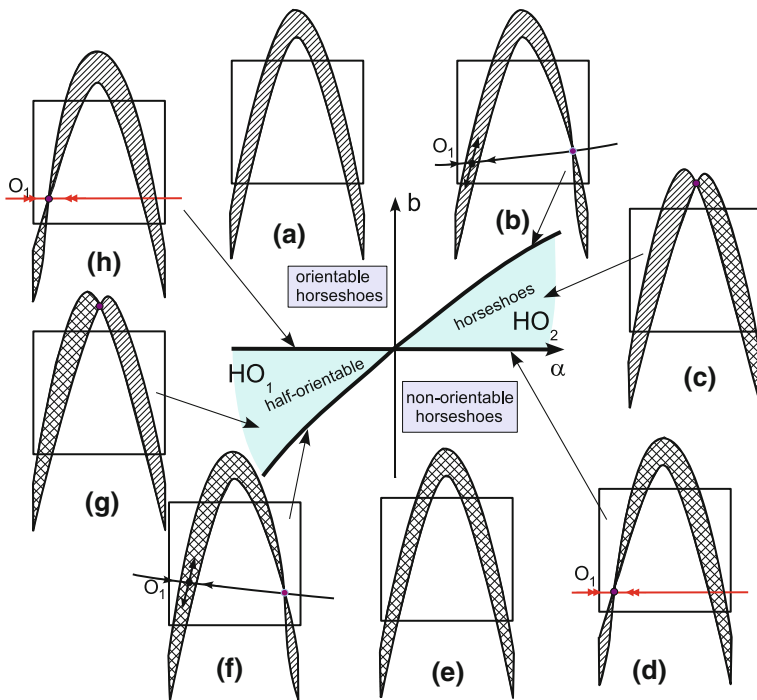 O1
(h)
(a)
O1
(b)
b
(c)
orientable
horseshoes
horseshoes
HO2
HO1
half-orientable
α
non-orientable
horseshoes
(g)
O1
(f)
(e)
O1
(d)